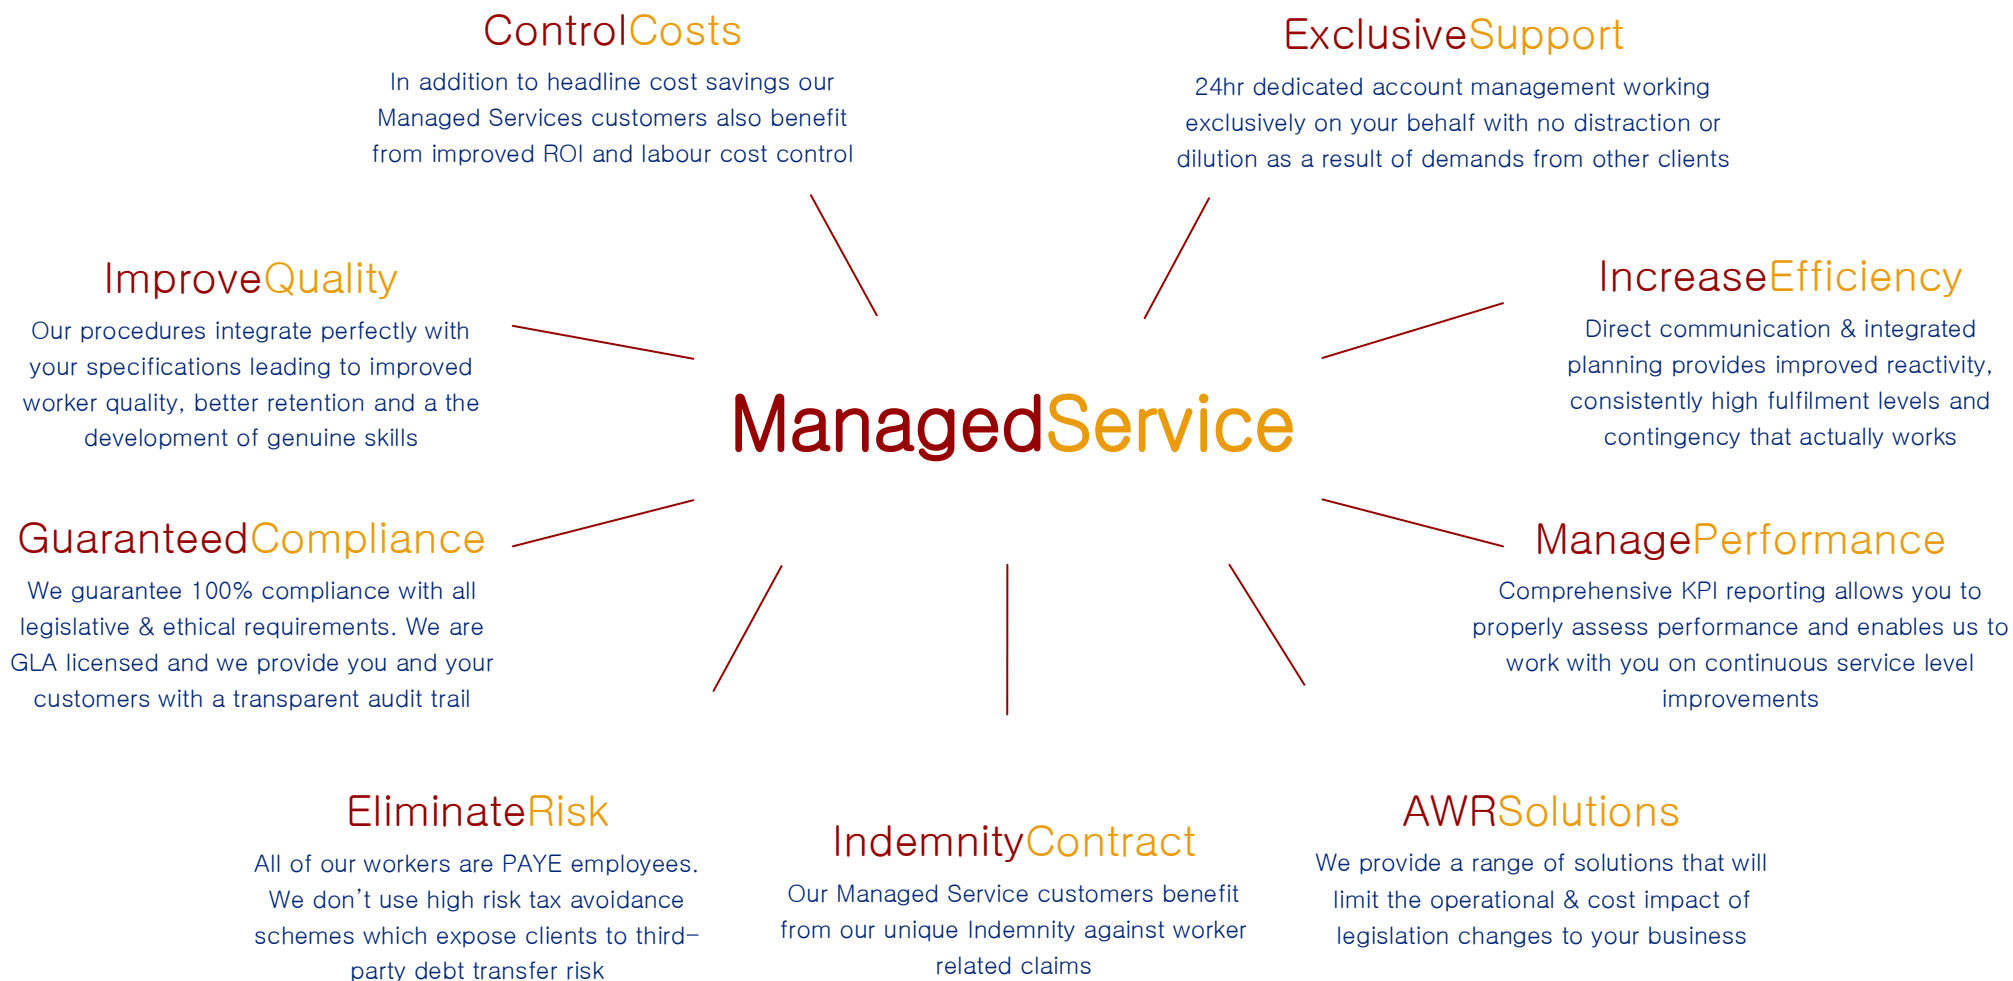 ControlCosts
In addition to headline cost savings our
Managed Services customers also benefit
from improved ROI and labour cost control
ExclusiveSupport
24hr dedicated account management working
exclusively on your behalf with no distraction or
dilution as a result of demands from other clients
ImproveQuality
Our procedures integrate perfectly with
your specifications leading to improved
worker quality, better retention and a the
development of genuine skills
IncreaseEfficiency
Direct communication & integrated
planning provides improved reactivity,
consistently high fulfilment levels and
contingency that actually works
ManagedService
GuaranteedCompliance
We guarantee 100% compliance with all
legislative & ethical requirements. We are
GLA licensed and we provide you and your
customers with a transparent audit trail
ManagePerformance
Comprehensive KPI reporting allows you to
properly assess performance and enables us to
work with you on continuous service level
improvements
EliminateRisk
All of our workers are PAYE employees.
We don't use high risk tax avoidance
schemes which expose clients to third-
party debt transfer risk
IndemnityContract
Our Managed Service customers benefit
from our unique Indemnity against worker
related claims
AWRSolutions
We provide a range of solutions that will
limit the operational & cost impact of
legislation changes to your business